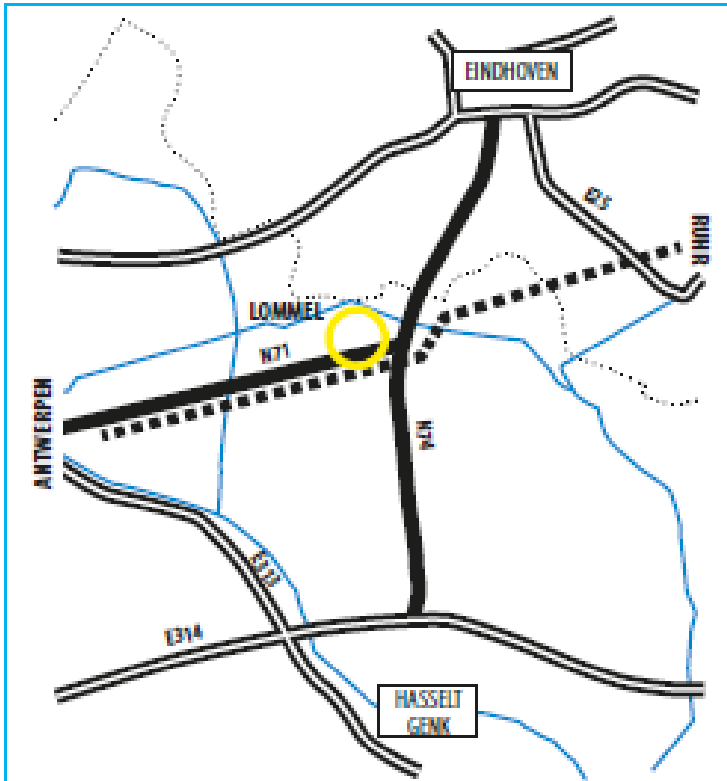 EINDHOVEN
E25
RUHR
LOMMEL
N71
ANTWERPEN
N74
E313
E314
HASSELT
GENK